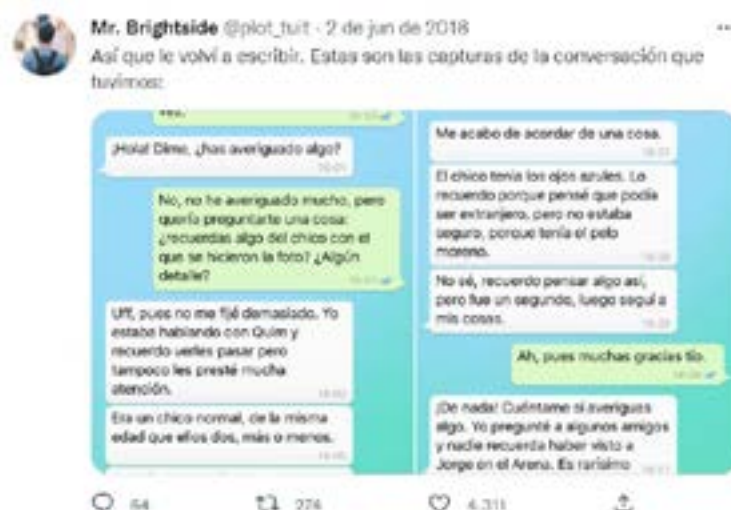 Mr. Brightside @plot_tuit · 2 de jun de 2018
Así que le volví a escribir. Estas son las capturas de la conversación que
tuvimos:
¡Hola! Dime, ¿has averiguado algo?
No, no he averiguado mucho, pero
quería preguntarte una cosa:
¿recuerdas algo del chico con el
que se hicieron la foto? ¿Algún
detalle?
Uff, pues no me fijé demasiado. Yo
estaba hablando con Quim y
recuerdo verles pasar pero
tampoco les presté mucha
atención.
Era un chico normal, de la misma
edad que ellos dos, más o menos.
Me acabo de acordar de una cosa.
El chico tenía los ojos azules. Lo
recuerdo porque pensé que podía
ser extranjero, pero no estaba
seguro, porque tenía el pelo
moreno.
No sé, recuerdo pensar algo así,
pero fue un segundo, luego seguí a
mis cosas.
Ah, pues muchas gracias tío.
¡De nada! Cuéntame si averiguas
algo. Yo pregunté a algunos amigos
y nadie recuerda haber visto a
Jorge en el Arena. Es rarísimo
64
274
4.311